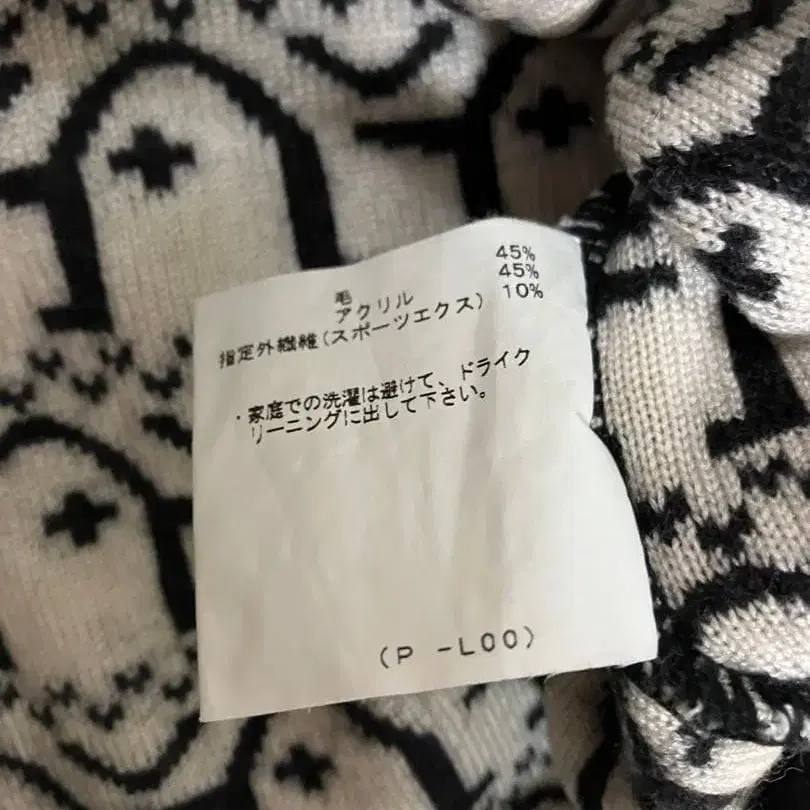 毛 45%
アクリル 45%
指定外繊維(スポーツエクス) 10%
・家庭での洗濯は避けて、ドライク
リーニングに出して下さい。
(P -L00)